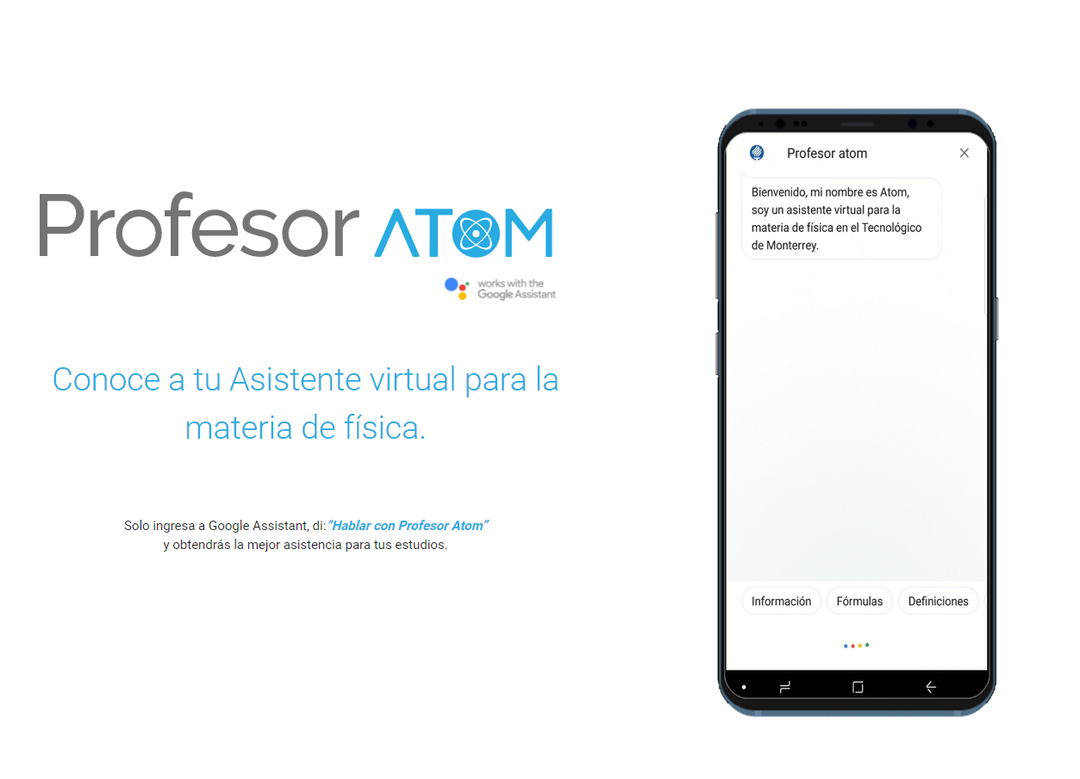 Profesor ATOM
works with the
Google Assistant
Conoce a tu Asistente virtual para la
materia de física.
Solo ingresa a Google Assistant, di:“Hablar con Profesor Atom”
y obtendrás la mejor asistencia para tus estudios.
Profesor atom
Bienvenido, mi nombre es Atom,
soy un asistente virtual para la
materia de física en el Tecnológico
de Monterrey.
Información Fórmulas Definiciones